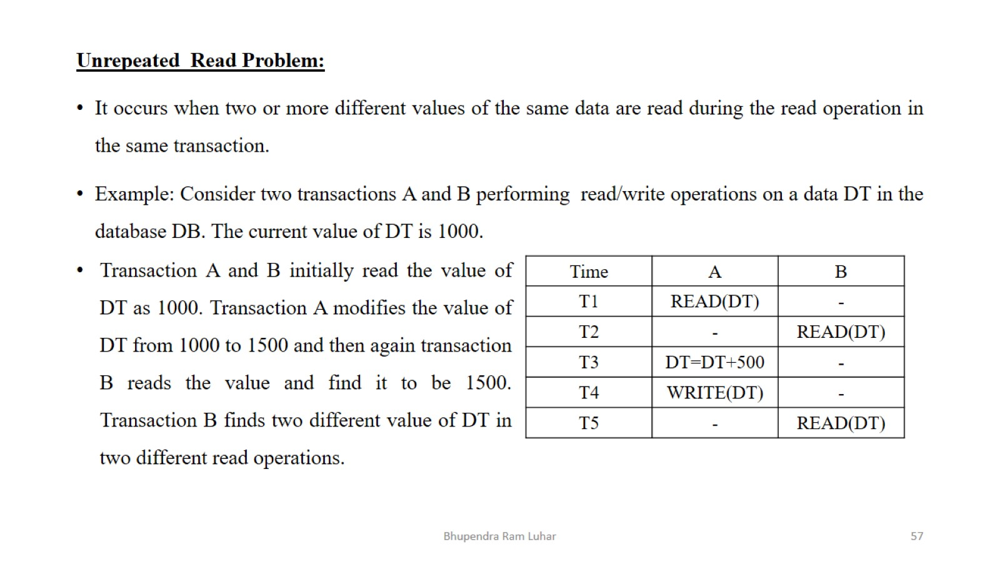 Unrepeated  Read Problem:
• It occurs when two or more different values of the same data are read during the read operation in
the same transaction.
• Example: Consider two transactions A and B performing  read/write operations on a data DT in the
database DB. The current value of DT is 1000.
• Transaction A and B initially read the value of
DT as 1000. Transaction A modifies the value of
DT from 1000 to 1500 and then again transaction
B reads the value and find it to be 1500.
Transaction B finds two different value of DT in
two different read operations.
Time A B
T1 READ(DT) -
T2 - READ(DT)
T3 DT=DT+500 -
T4 WRITE(DT) -
T5 - READ(DT)
Bhupendra Ram Luhar 57